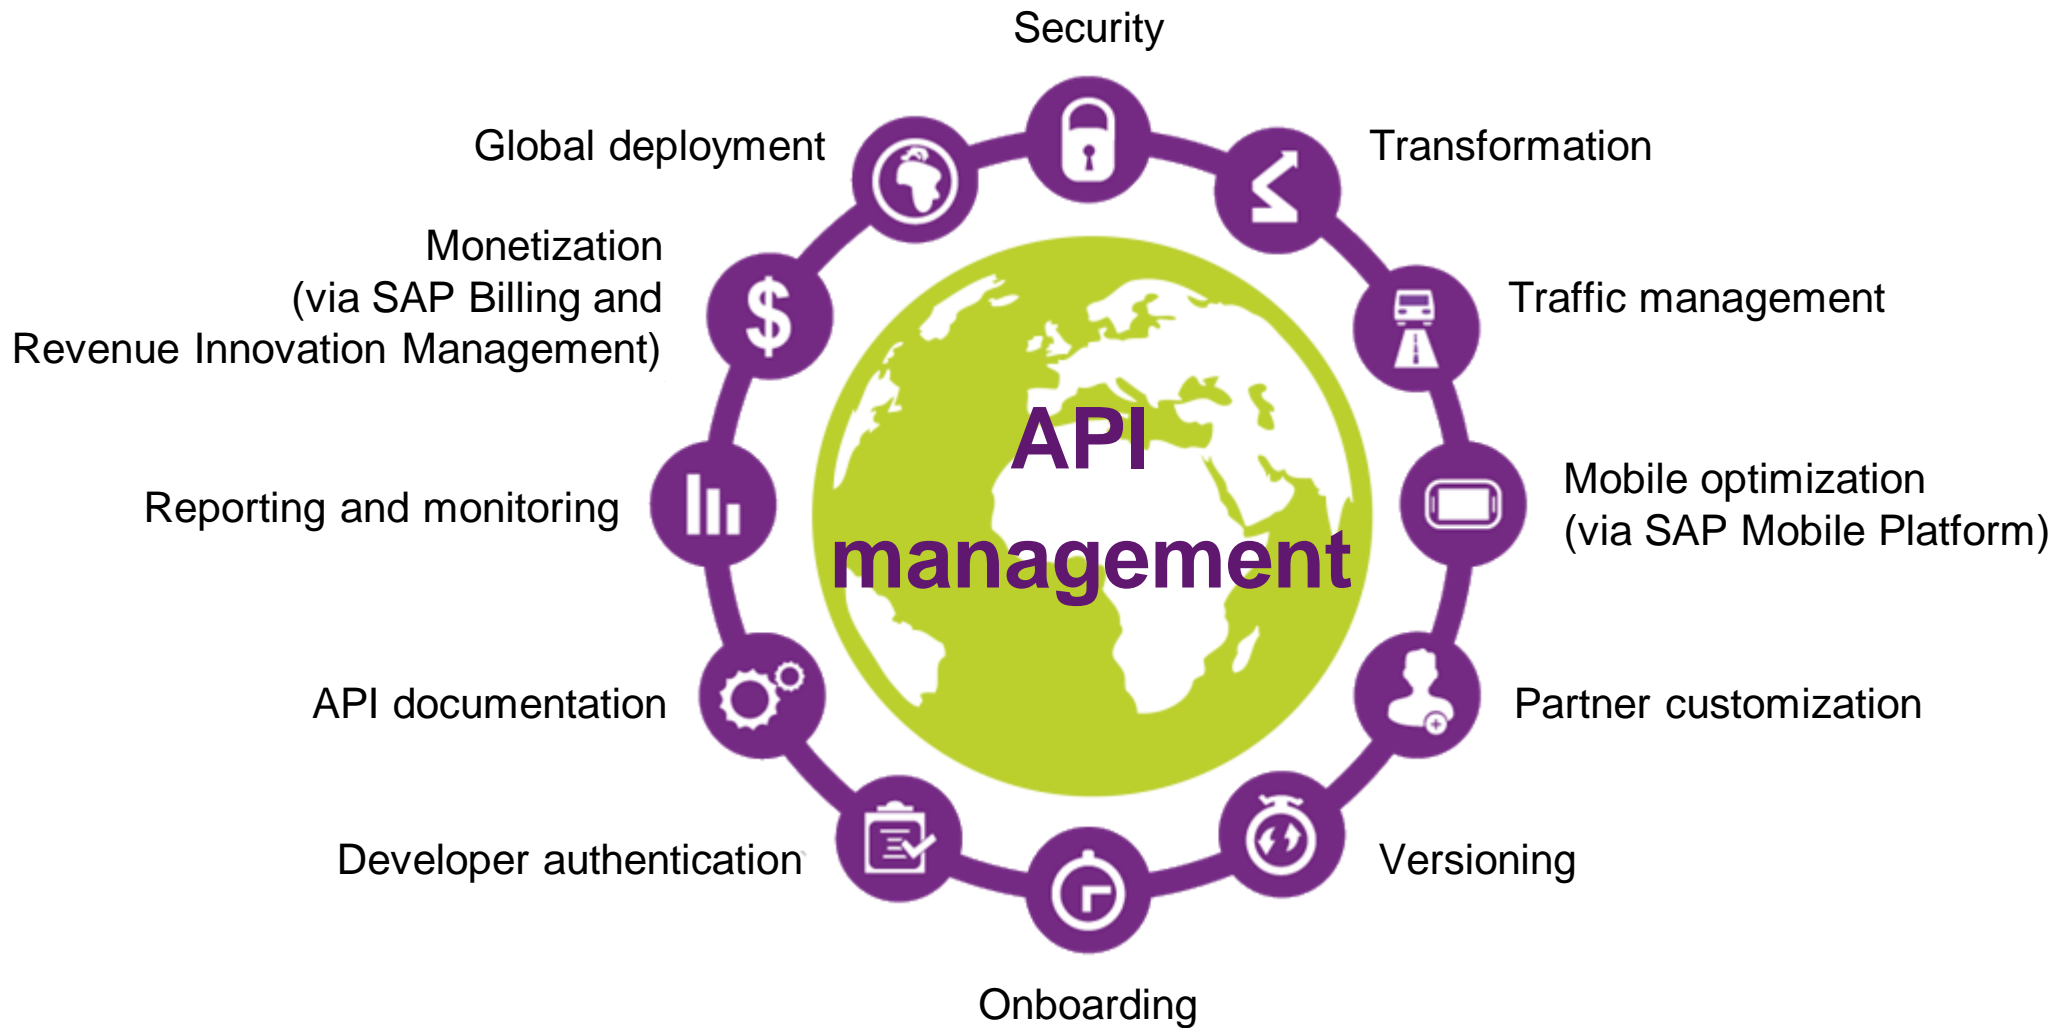 Security
Global deployment
Transformation
Monetization
(via SAP Billing and
Revenue Innovation Management)
Traffic management
API
management
Reporting and monitoring
Mobile optimization
(via SAP Mobile Platform)
API documentation
Partner customization
Developer authentication
Versioning
Onboarding